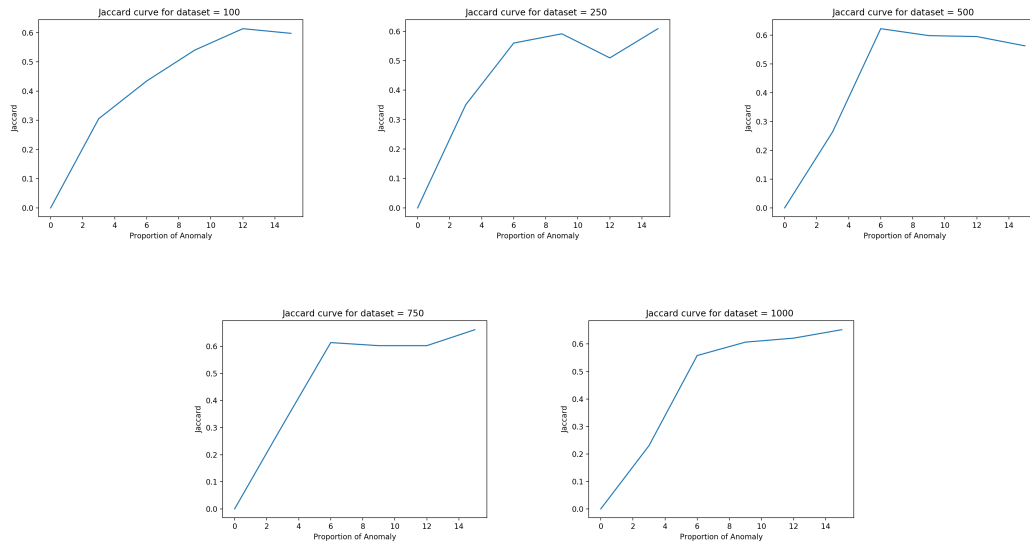 Jaccard curve for dataset = 100
0.6
0.5
0.4
0.3
0.2
0.1
0.0
Jaccard
0 2 4 6 8 10 12 14
Proportion of Anomaly
Jaccard curve for dataset = 250
0.6
0.5
0.4
0.3
0.2
0.1
0.0
Jaccard
0 2 4 6 8 10 12 14
Proportion of Anomaly
Jaccard curve for dataset = 500
0.6
0.5
0.4
0.3
0.2
0.1
0.0
Jaccard
0 2 4 6 8 10 12 14
Proportion of Anomaly
Jaccard curve for dataset = 750
0.6
0.5
0.4
0.3
0.2
0.1
0.0
Jaccard
0 2 4 6 8 10 12 14
Proportion of Anomaly
Jaccard curve for dataset = 1000
0.6
0.5
0.4
0.3
0.2
0.1
0.0
Jaccard
0 2 4 6 8 10 12 14
Proportion of Anomaly